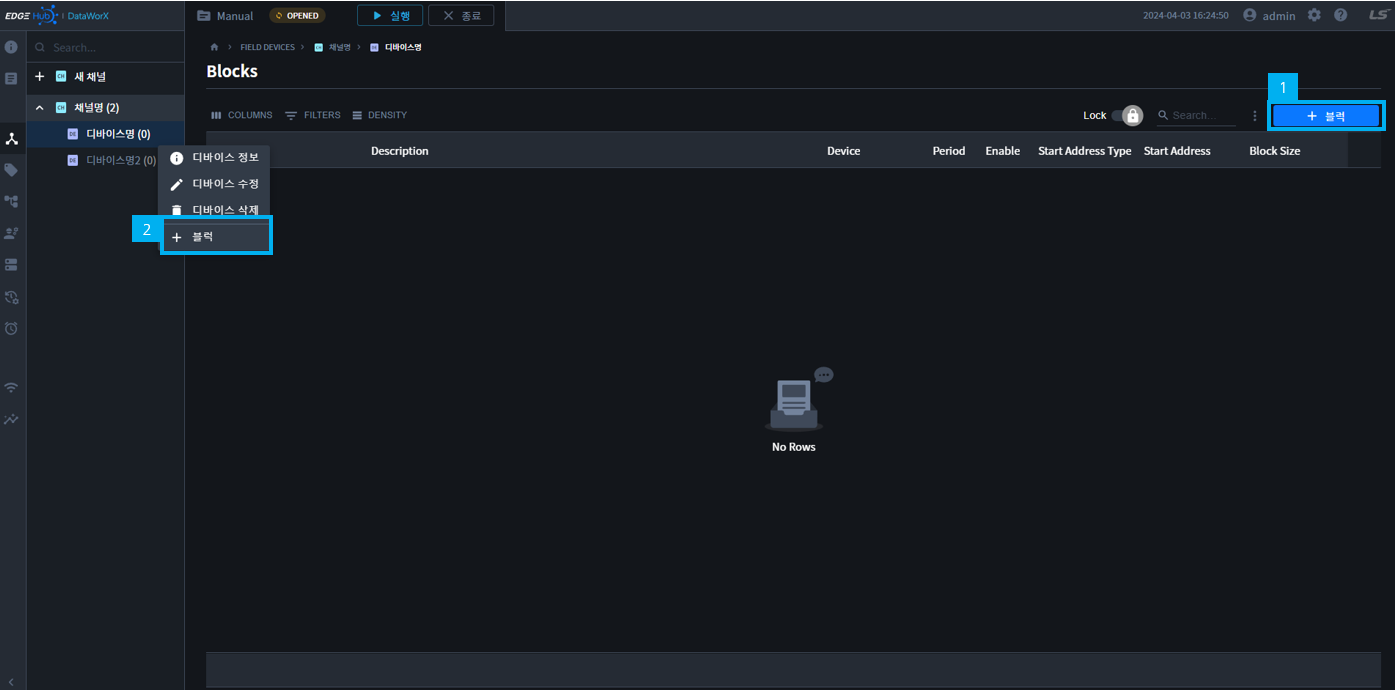 EDGE Hub | DataWorX
Manual
OPENED
실행
종료
2024-04-03 16:24:50
admin
LS
Search...
새 채널
채널명 (2)
디바이스명 (0)
디바이스명2 (0)
디바이스 정보
디바이스 수정
디바이스 삭제
2
블럭
FIELD DEVICES
CH 채널명
DE 디바이스명
Blocks
1
COLUMNS
FILTERS
DENSITY
Lock
Search...
블럭
Description
Device
Period
Enable
Start Address Type
Start Address
Block Size
No Rows